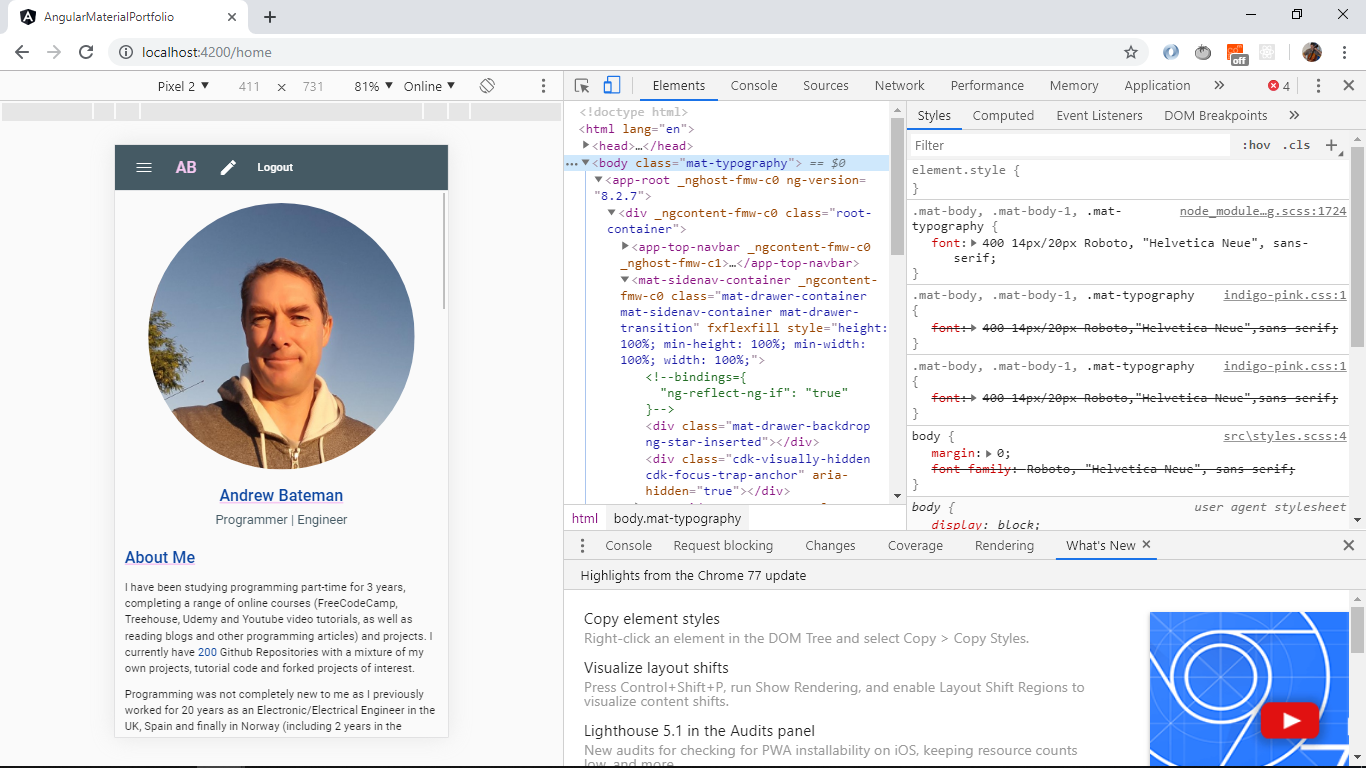 AngularMaterialPortfolio
localhost:4200/home
off
Pixel 2 411 × 731 81% Online
AB Logout
Andrew Bateman
Programmer | Engineer
About Me
I have been studying programming part-time for 3 years,
completing a range of online courses (FreeCodeCamp,
Treehouse, Udemy and Youtube video tutorials, as well as
reading blogs and other programming articles) and projects. I
currently have 200 Github Repositories with a mixture of my
own projects, tutorial code and forked projects of interest.
Programming was not completely new to me as I previously
worked for 20 years as an Electronic/Electrical Engineer in the
UK, Spain and finally in Norway (including 2 years in the
Elements Console Sources Network Performance Memory Application » 4
<!doctype html>
<html lang="en">
<head>…</head>
<body class="mat-typography"> == $0
<app-root _nghost-fmw-c0 ng-version=
"8.2.7">
<div _ngcontent-fmw-c0 class="root-
container">
<app-top-navbar _ngcontent-fmw-c0
_nghost-fmw-c1>…</app-top-navbar>
<mat-sidenav-container _ngcontent-
fmw-c0 class="mat-drawer-container
mat-sidenav-container mat-drawer-
transition" fxflexfill style="height:
100%; min-height: 100%; min-width:
100%; width: 100%;">
<!--bindings={
"ng-reflect-ng-if": "true"
}-->
<div class="mat-drawer-backdrop
ng-star-inserted"></div>
<div class="cdk-visually-hidden
cdk-focus-trap-anchor" aria-
hidden="true"></div>
html body.mat-typography
Styles Computed Event Listeners DOM Breakpoints »
Filter :hov .cls +
element.style {
}
.mat-body, .mat-body-1, .mat- node_module…g.scss:1724
typography {
font: 400 14px/20px Roboto, "Helvetica Neue", sans-
serif;
}
.mat-body, .mat-body-1, .mat-typography indigo-pink.css:1
{
font: 400 14px/20px Roboto,"Helvetica Neue",sans-serif;
}
.mat-body, .mat-body-1, .mat-typography indigo-pink.css:1
{
font: 400 14px/20px Roboto,"Helvetica Neue",sans-serif;
}
body { src\styles.scss:4
margin: 0;
font-family: Roboto, "Helvetica Neue", sans-serif;
}
body { user agent stylesheet
display: block;
Console Request blocking Changes Coverage Rendering What's New
Highlights from the Chrome 77 update
Copy element styles
Right-click an element in the DOM Tree and select Copy > Copy Styles.
Visualize layout shifts
Press Control+Shift+P, run Show Rendering, and enable Layout Shift Regions to
visualize content shifts.
Lighthouse 5.1 in the Audits panel
New audits for checking for PWA installability on iOS, keeping resource counts
low, and more.